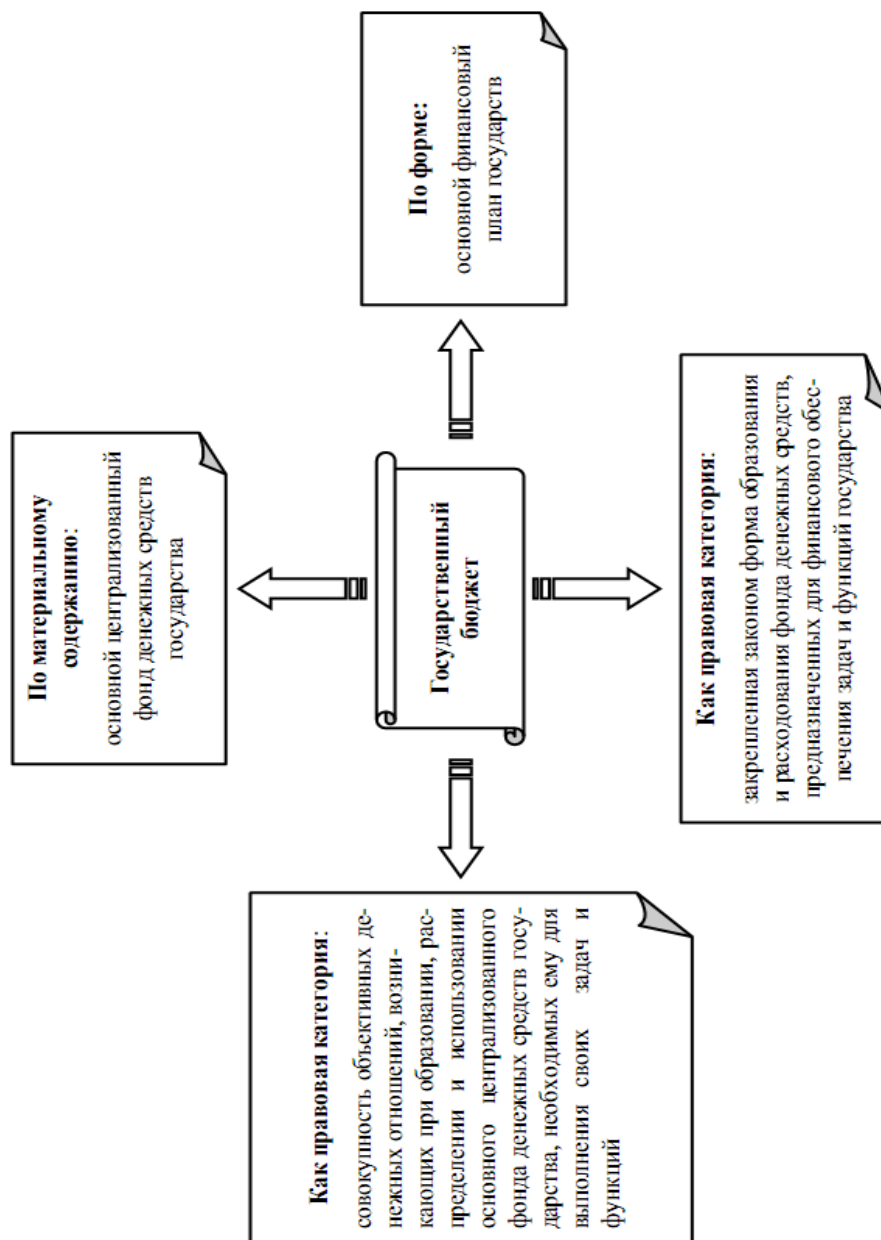 По материальному
содержанию:
основной централизованный
фонд денежных средств
государства
Как правовая категория:
совокупность объективных де-
нежных отношений, возни-
кающих при образовании, рас-
пределении и использовании
основного централизованного
фонда денежных средств госу-
дарства, необходимых ему для
выполнения своих задач и
функций
Государственный
бюджет
По форме:
основной финансовый
план государств
Как правовая категория:
закрепленная законом форма образования
и расходования фонда денежных средств,
предназначенных для финансового обес-
печения задач и функций государства